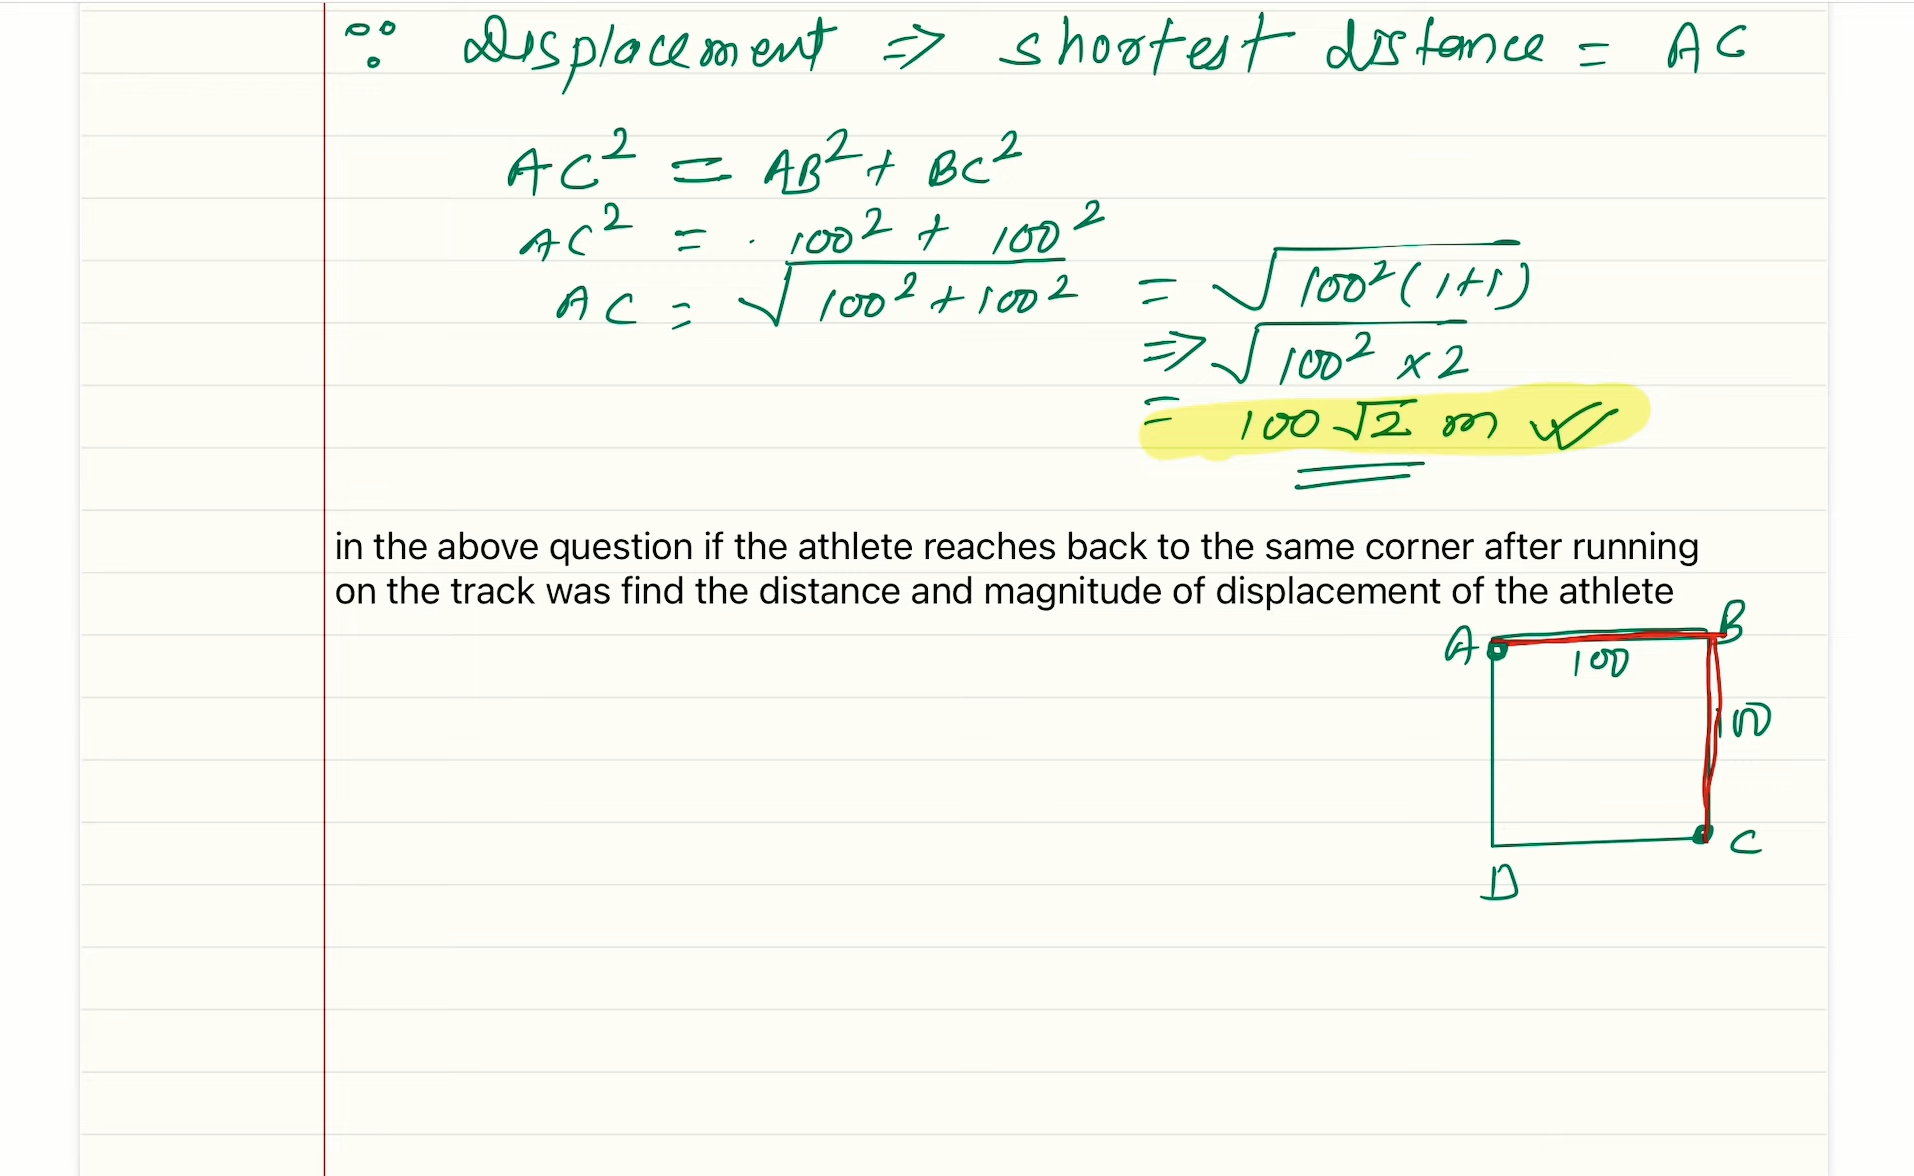 ∵ Displacement ⇒ shortest distance = AC
AC² = AB² + BC²
AC² = 100² + 100²
AC = √(100² + 100²) = √(100²(1+1))
⇒ √(100² × 2)
= 100√2 m ✓
in the above question if the athlete reaches back to the same corner after running
on the track was find the distance and magnitude of displacement of the athlete
A B
100
100
C
D